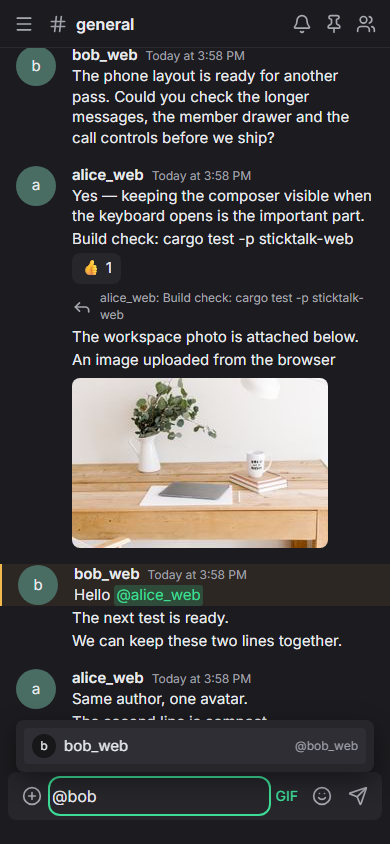 # general
b
bob_web Today at 3:58 PM
The phone layout is ready for another
pass. Could you check the longer
messages, the member drawer and the
call controls before we ship?
a
alice_web Today at 3:58 PM
Yes — keeping the composer visible when
the keyboard opens is the important part.
Build check: cargo test -p sticktalk-web
👍 1
alice_web: Build check: cargo test -p sticktalk-
web
The workspace photo is attached below.
An image uploaded from the browser
b
bob_web Today at 3:58 PM
Hello @alice_web
The next test is ready.
We can keep these two lines together.
a
alice_web Today at 3:58 PM
Same author, one avatar.
The second line is compact.
b bob_web @bob_web
@bob GIF